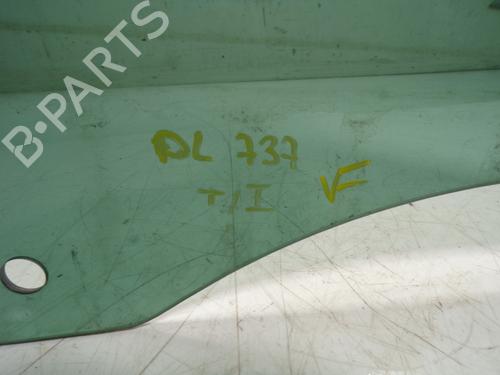 B-PARTS
DL 737
T/I VF